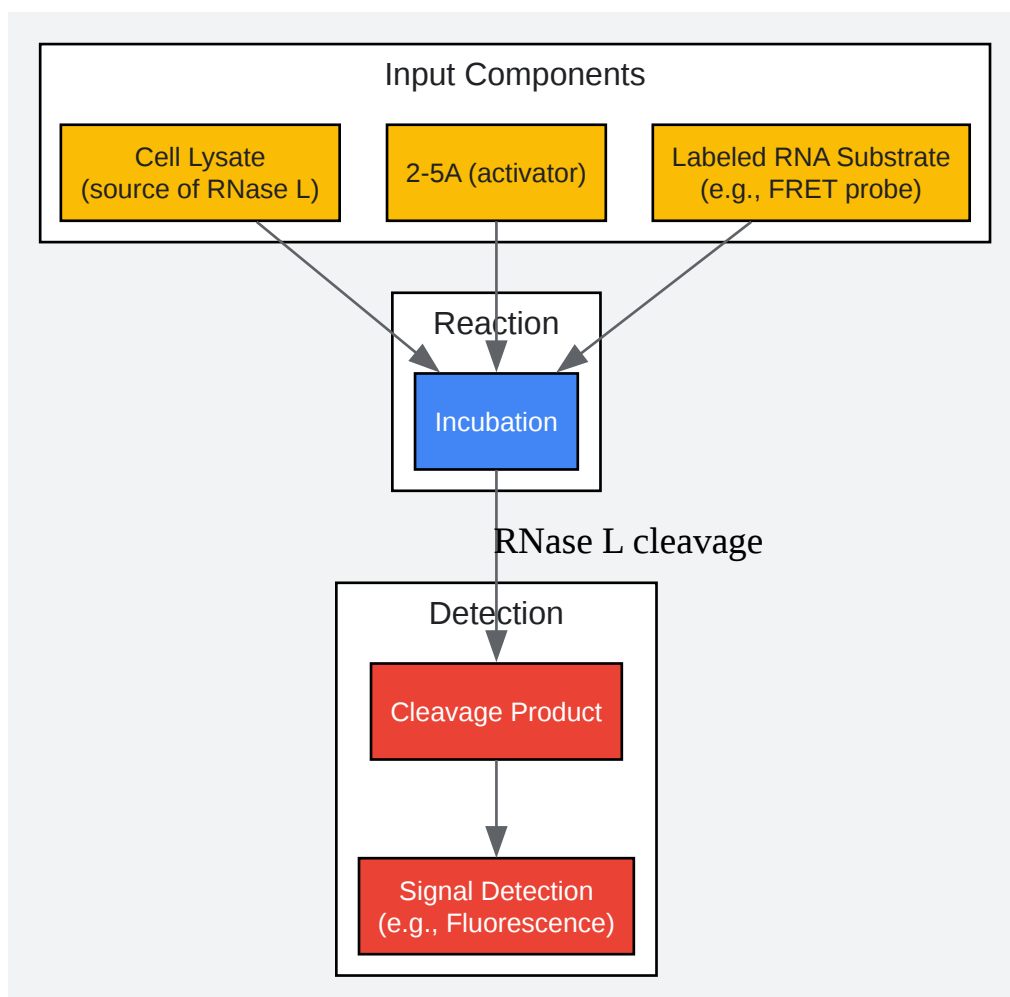 Input Components
Cell Lysate
(source of RNase L)
2-5A (activator)
Labeled RNA Substrate
(e.g., FRET probe)
Reaction
Incubation
RNase L cleavage
Detection
Cleavage Product
Signal Detection
(e.g., Fluorescence)